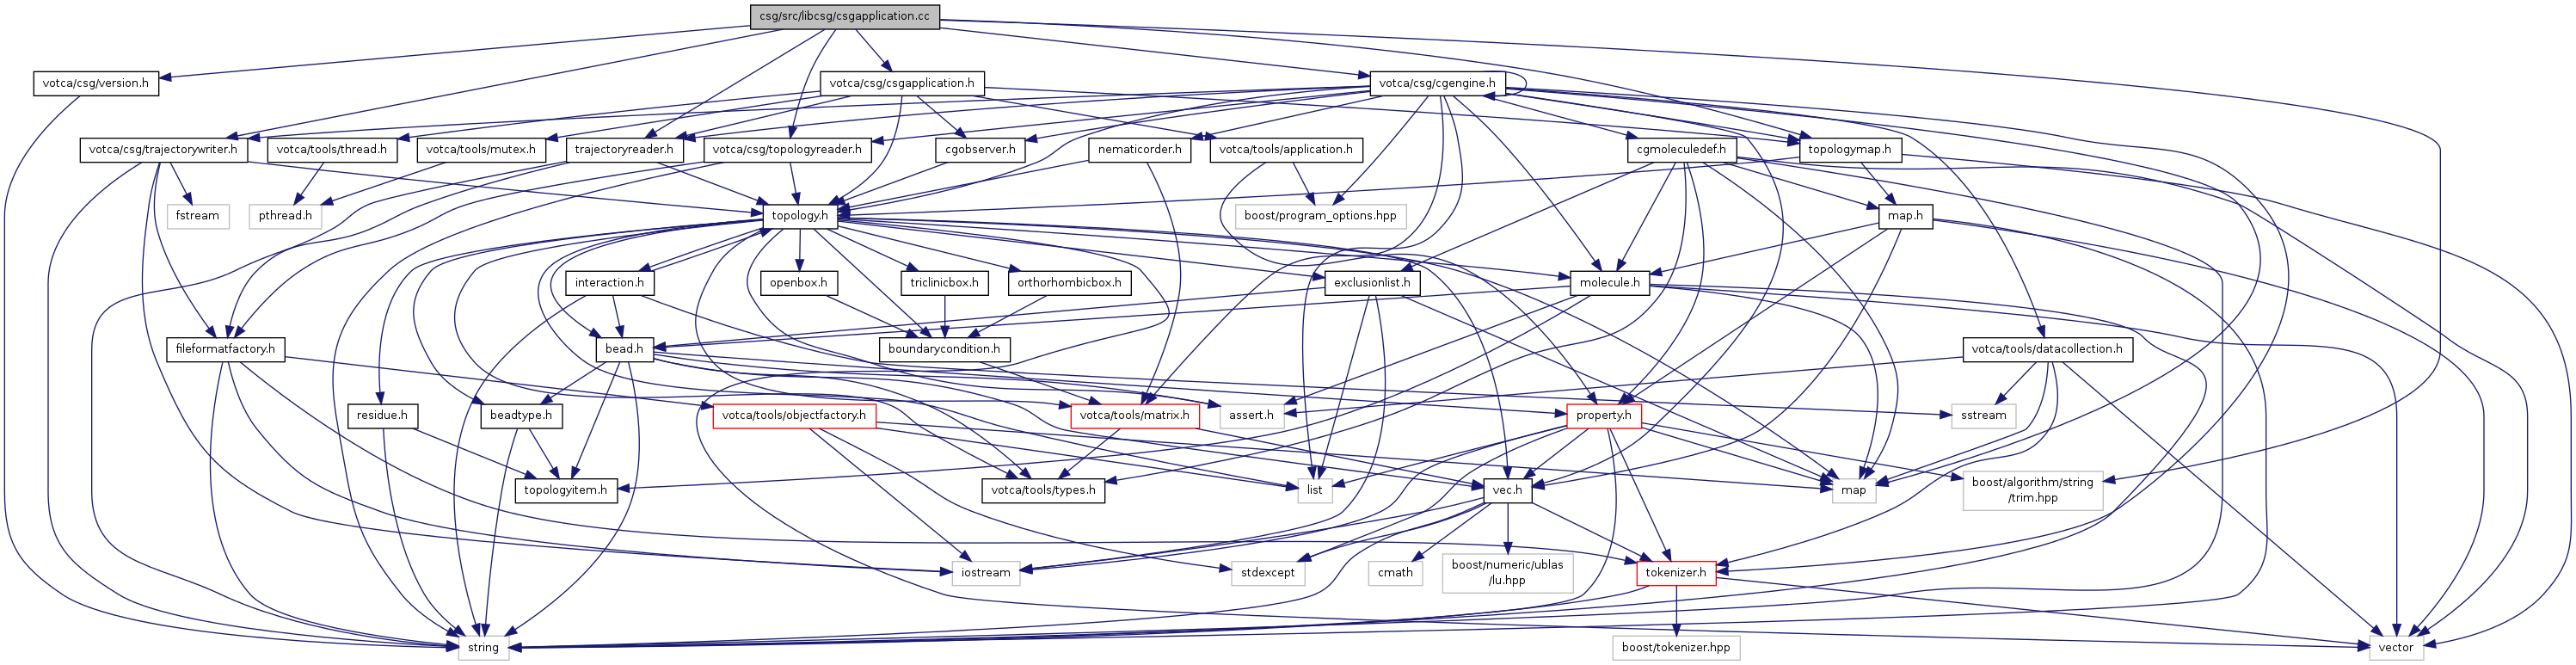 csg/src/libcsg/csgapplication.cc
votca/csg/version.h
votca/csg/csgapplication.h
votca/csg/cgengine.h
votca/csg/trajectorywriter.h
votca/tools/thread.h
votca/tools/mutex.h
trajectoryreader.h
votca/csg/topologyreader.h
cgobserver.h
nematicorder.h
votca/tools/application.h
cgmoleculedef.h
topologymap.h
fstream
pthread.h
topology.h
boost/program_options.hpp
map.h
interaction.h
openbox.h
triclinicbox.h
orthorhombicbox.h
exclusionlist.h
molecule.h
fileformatfactory.h
bead.h
boundarycondition.h
votca/tools/datacollection.h
residue.h
beadtype.h
votca/tools/objectfactory.h
votca/tools/matrix.h
assert.h
property.h
sstream
topologyitem.h
votca/tools/types.h
list
vec.h
map
boost/algorithm/string
/trim.hpp
iostream
stdexcept
cmath
boost/numeric/ublas
/lu.hpp
tokenizer.h
string
boost/tokenizer.hpp
vector